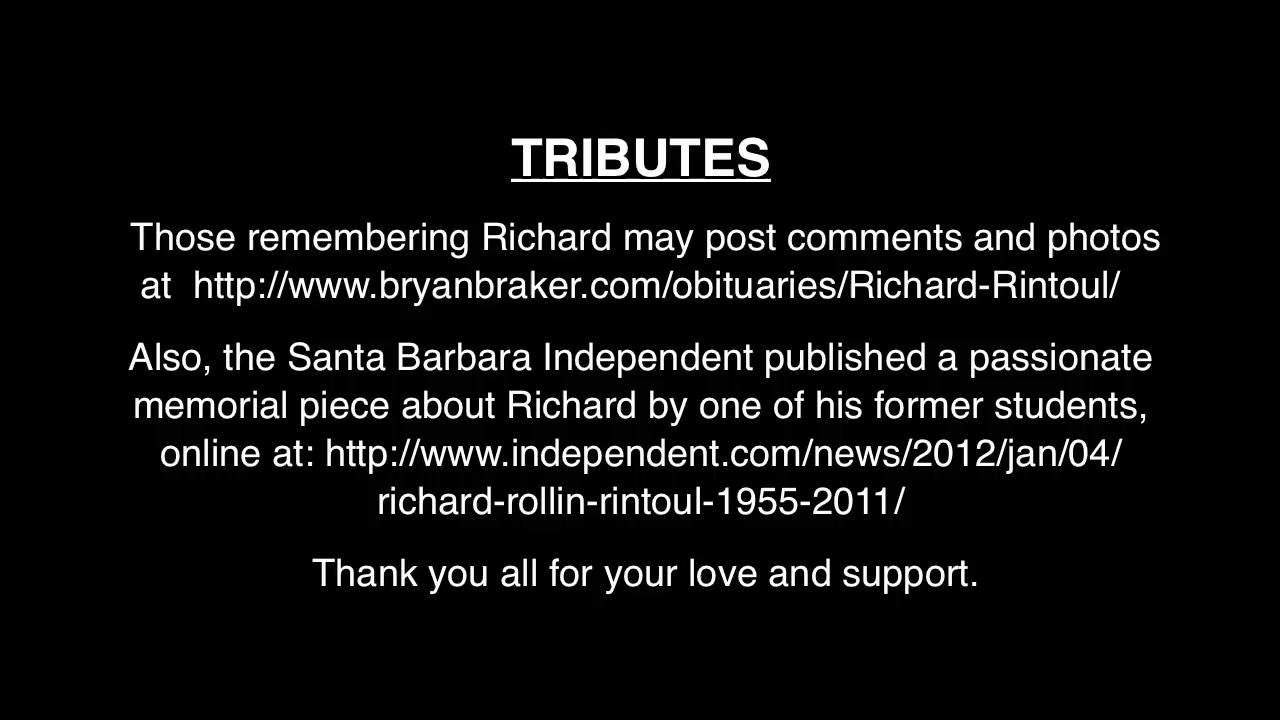 TRIBUTES
Those remembering Richard may post comments and photos
at  http://www.bryanbraker.com/obituaries/Richard-Rintoul/
Also, the Santa Barbara Independent published a passionate
memorial piece about Richard by one of his former students,
online at: http://www.independent.com/news/2012/jan/04/
richard-rollin-rintoul-1955-2011/
Thank you all for your love and support.